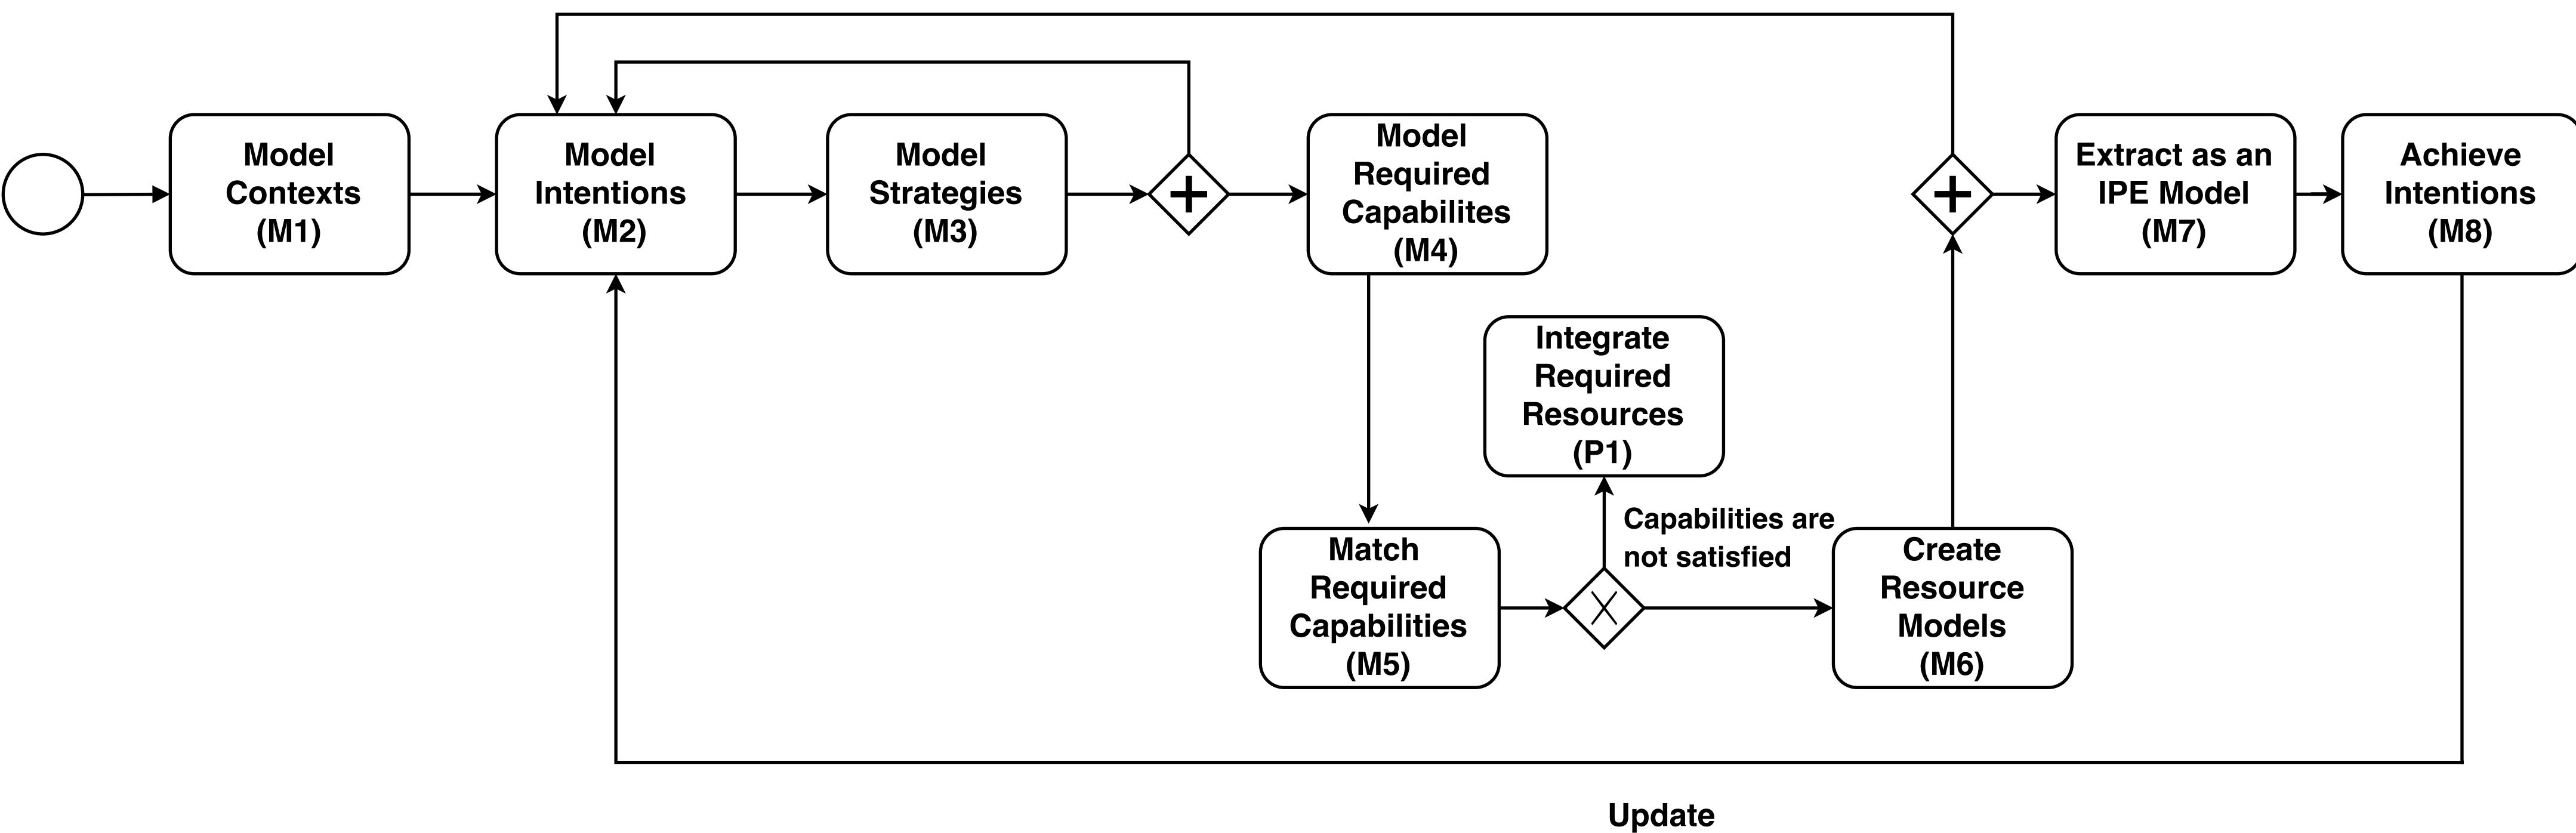 Model
Contexts
(M1)
Model
Intentions
(M2)
Model
Strategies
(M3)
Model
Required
Capabilites
(M4)
Extract as an
IPE Model
(M7)
Achieve
Intentions
(M8)
Integrate
Required
Resources
(P1)
Capabilities are
not satisfied
Match
Required
Capabilities
(M5)
Create
Resource
Models
(M6)
Update